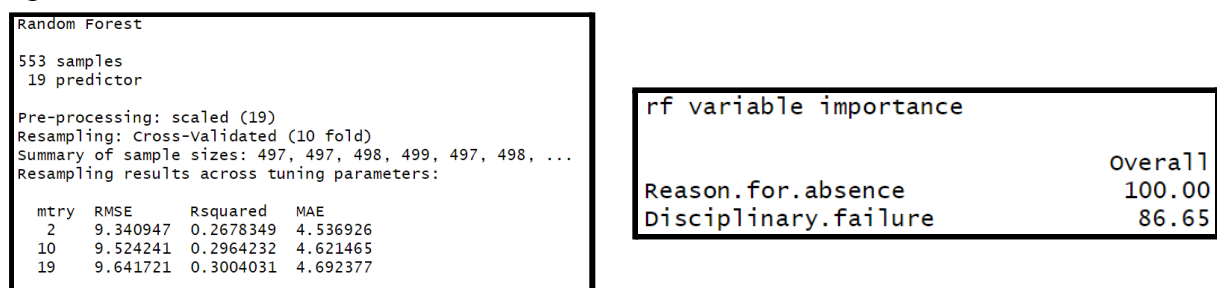 Random Forest
553 samples
19 predictor
Pre-processing: scaled (19)
Resampling: Cross-Validated (10 fold)
Summary of sample sizes: 497, 497, 498, 499, 497, 498, ...
Resampling results across tuning parameters:
mtry RMSE Rsquared MAE
2 9.340947 0.2678349 4.536926
10 9.524241 0.2964232 4.621465
19 9.641721 0.3004031 4.692377
rf variable importance
Overall
Reason.for.absence 100.00
Disciplinary.failure 86.65